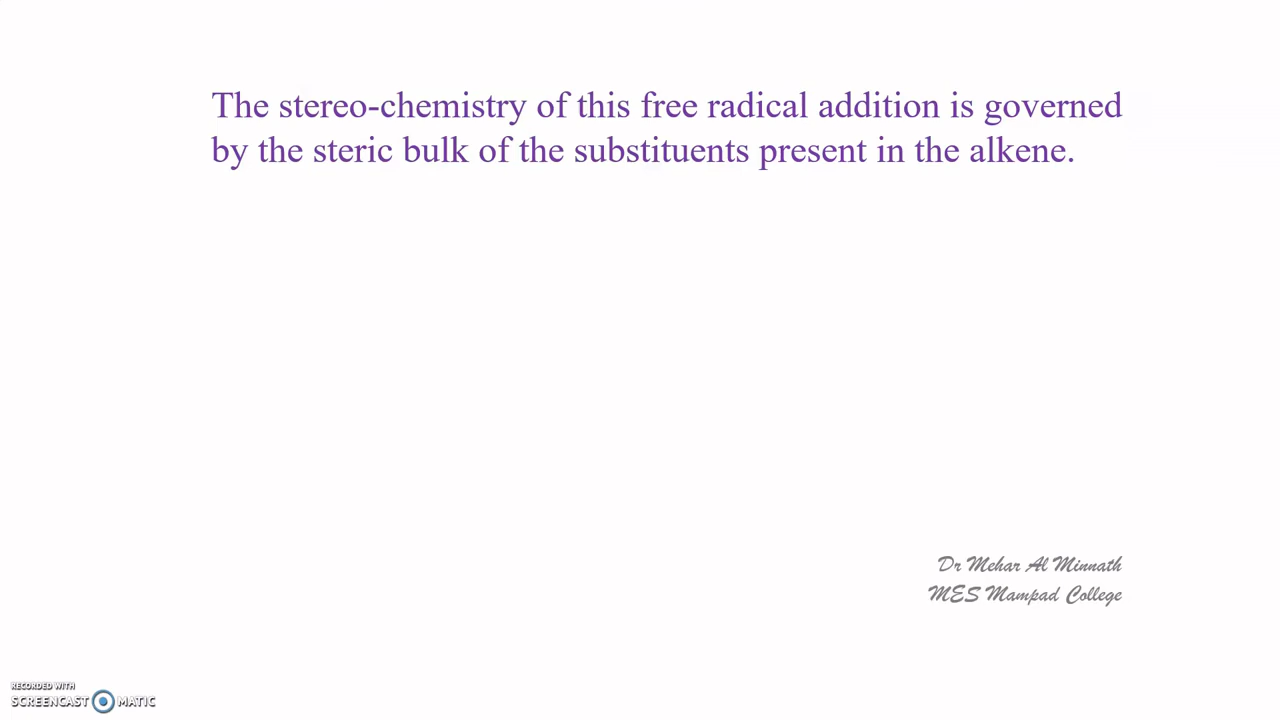 The stereo-chemistry of this free radical addition is governed
by the steric bulk of the substituents present in the alkene.
Dr Mehar Al Minnath
MES Mampad College
RECORDED WITH
SCREENCAST MATIC